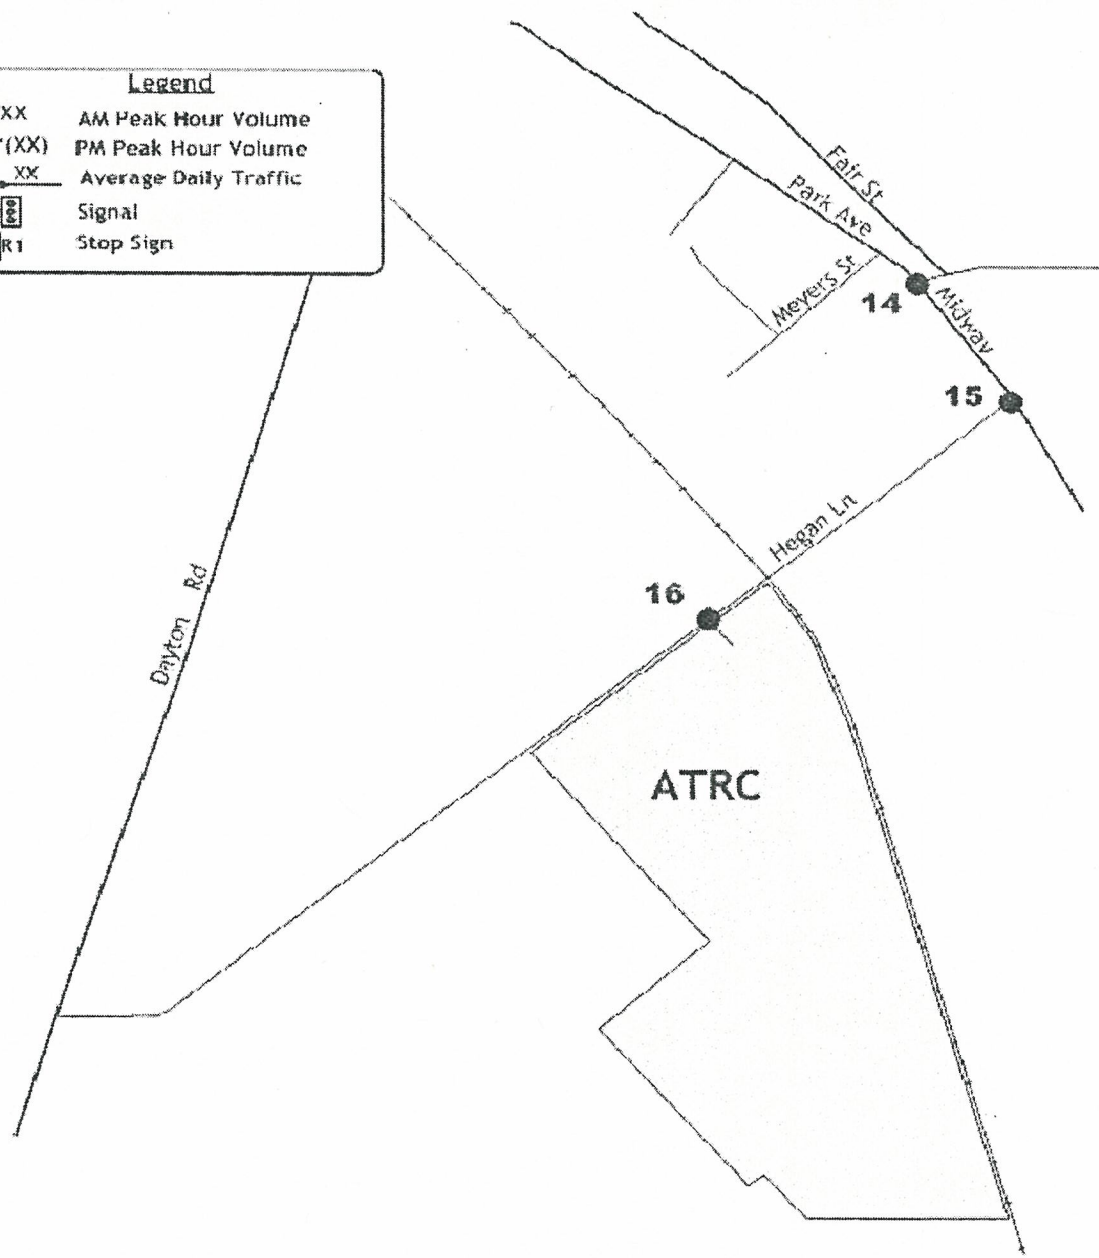 Legend
XX AM Peak Hour Volume
(XX) PM Peak Hour Volume
XX Average Daily Traffic
Signal
R1 Stop Sign
Fair St
Park Ave
Meyers St
14
Midway
15
Hegan Ln
16
Dayton Rd
ATRC